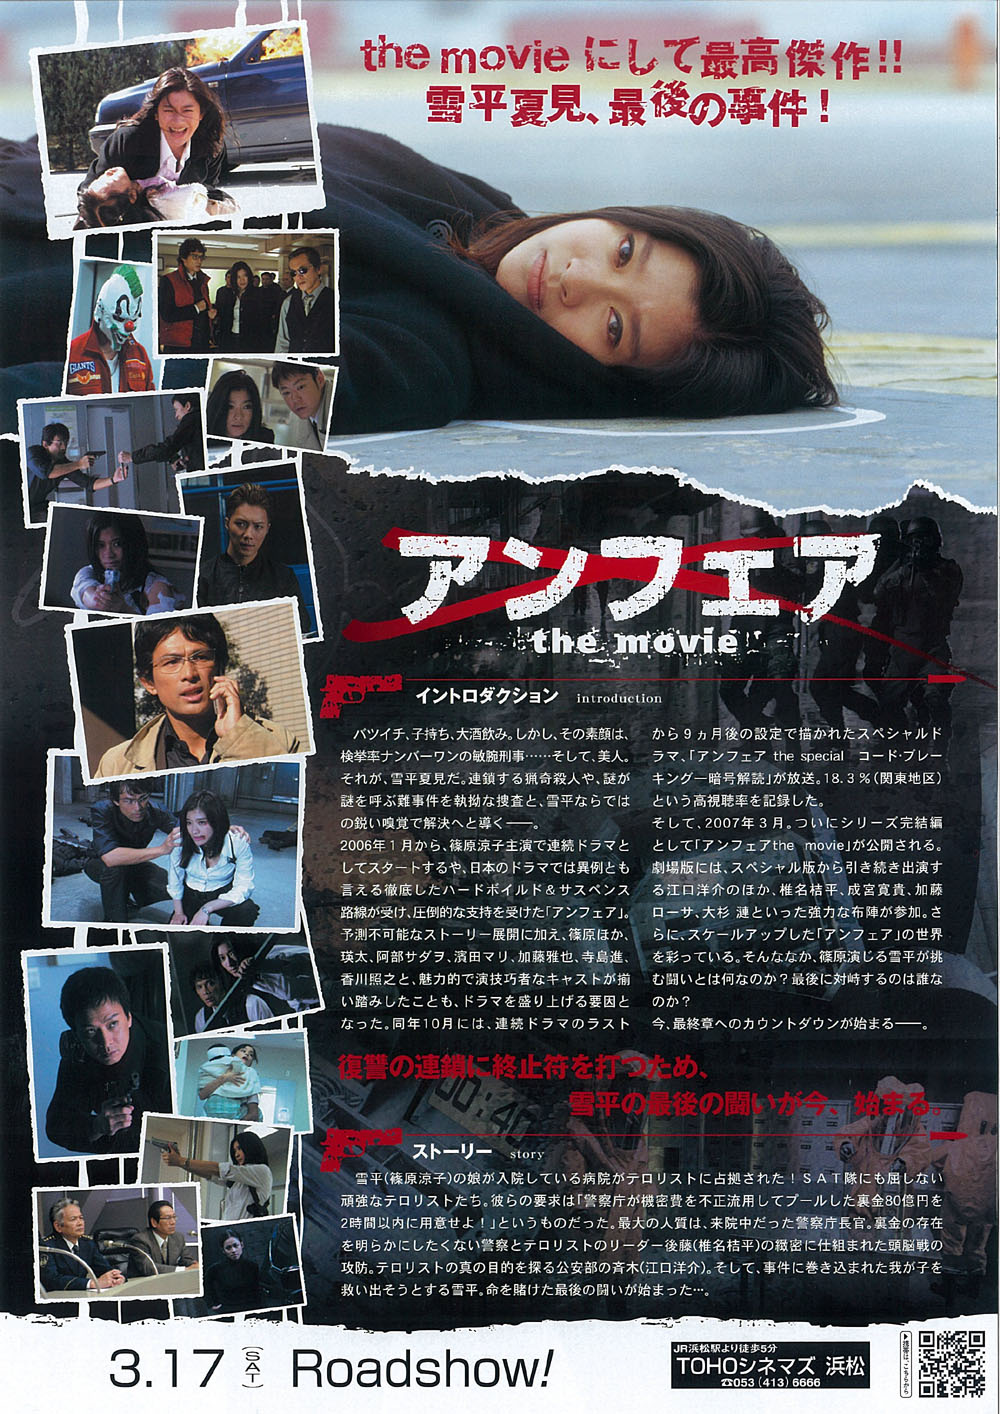 the movie にして最高傑作!!
雪平夏見、最後の事件!
GIANTS
アンフェア
the movie
イントロダクション introduction
バツイチ、子持ち、大酒飲み。しかし、その素顔は、
検挙率ナンバーワンの敏腕刑事……そして、美人。
それが、雪平夏見だ。連鎖する猟奇殺人や、謎が
謎を呼ぶ難事件を執拗な捜査と、雪平ならでは
の鋭い嗅覚で解決へと導く――。
2006年1月から、篠原涼子主演で連続ドラマと
してスタートするや、日本のドラマでは異例とも
言える徹底したハードボイルド&サスペンス
路線が受け、圧倒的な支持を受けた「アンフェア」。
予測不可能なストーリー展開に加え、篠原ほか、
瑛太、阿部サダヲ、濱田マリ、加藤雅也、寺島進、
香川照之と、魅力的で演技巧者なキャストが揃
い踏みしたことも、ドラマを盛り上げる要因と
なった。同年10月には、連続ドラマのラスト
から9ヵ月後の設定で描かれたスペシャルド
ラマ、「アンフェア the special コード・ブレー
キング―暗号解読」が放送。18.3%(関東地区)
という高視聴率を記録した。
そして、2007年3月。ついにシリーズ完結編
として「アンフェアthe movie」が公開される。
劇場版には、スペシャル版から引き続き出演す
る江口洋介のほか、椎名桔平、成宮寛貴、加藤
ローサ、大杉 漣といった強力な布陣が参加。さ
らに、スケールアップした「アンフェア」の世界
を彩っている。そんななか、篠原演じる雪平が挑
む闘いとは何なのか?最後に対峙するのは誰な
のか?
今、最終章へのカウントダウンが始まる――。
復讐の連鎖に終止符を打つため、
雪平の最後の闘いが今、始まる。
00:40
ストーリー story
雪平(篠原涼子)の娘が入院している病院がテロリストに占拠された!SAT隊にも屈しない
頑強なテロリストたち。彼らの要求は「警察庁が機密費を不正流用してプールした裏金80億円を
2時間以内に用意せよ!」というものだった。最大の人質は、来院中だった警察庁長官。裏金の存在
を明らかにしたくない警察とテロリストのリーダー後藤(椎名桔平)の緻密に仕組まれた頭脳戦の
攻防。テロリストの真の目的を探る公安部の斉木(江口洋介)。そして、事件に巻き込まれた我が子を
救い出そうとする雪平。命を賭けた最後の闘いが始まった…。
3.17(SAT) Roadshow!
JR浜松駅より徒歩5分
TOHOシネマズ 浜松
☎053(413)6666
携帯は、こちらから